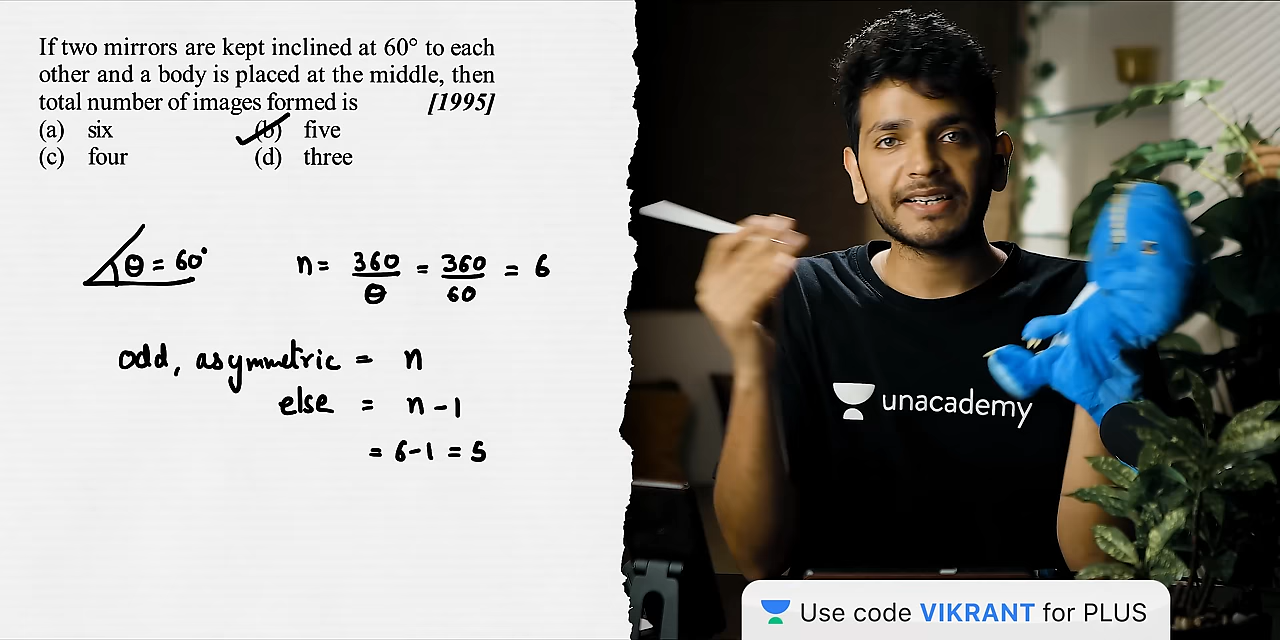 If two mirrors are kept inclined at 60° to each
other and a body is placed at the middle, then
total number of images formed is [1995]
(a) six (b) five
(c) four (d) three
θ = 60° n = 360/θ = 360/60 = 6
odd, asymmetric = n
else = n - 1
= 6 - 1 = 5
unacademy
Use code VIKRANT for PLUS